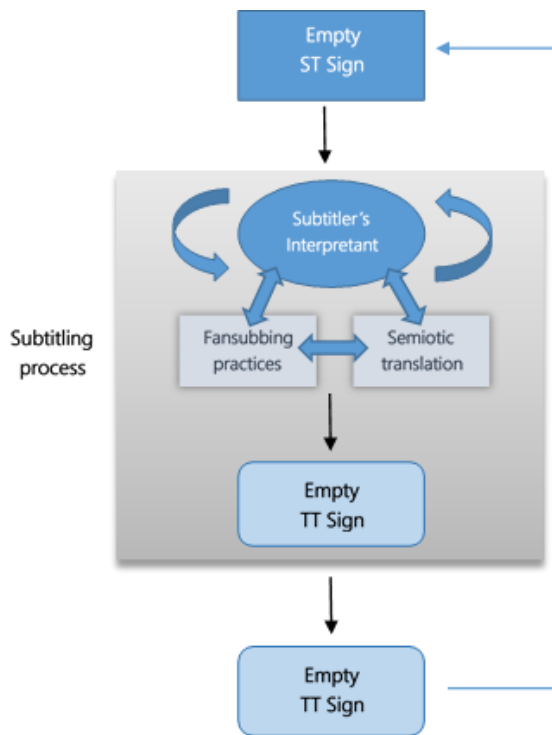 Empty
ST Sign
Subtitler's
Interpretant
Subtitling
process
Fansubbing
practices
Semiotic
translation
Empty
TT Sign
Empty
TT Sign